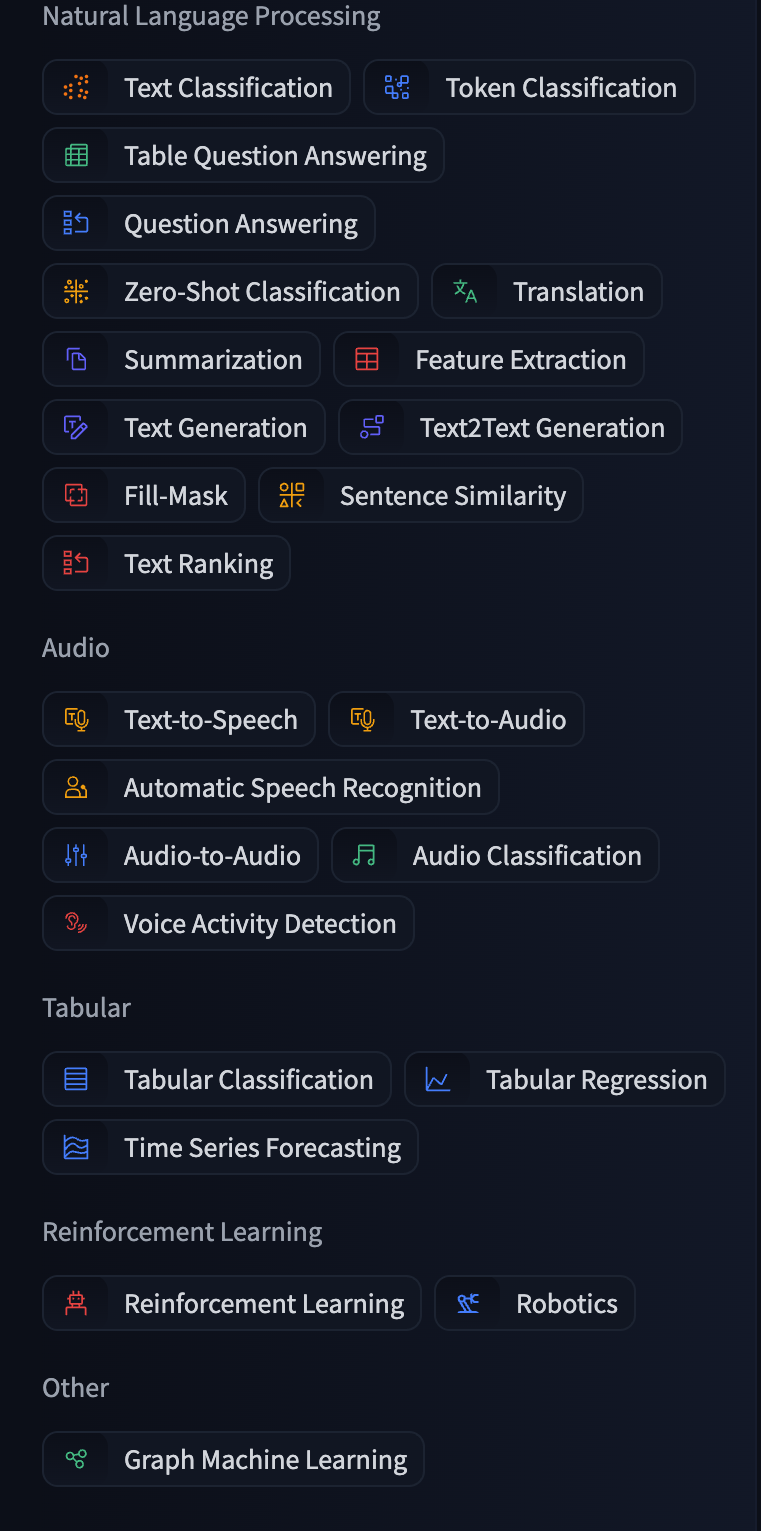 Natural Language Processing
Text Classification Token Classification
Table Question Answering
Question Answering
Zero-Shot Classification Translation
Summarization Feature Extraction
Text Generation Text2Text Generation
Fill-Mask Sentence Similarity
Text Ranking
Audio
Text-to-Speech Text-to-Audio
Automatic Speech Recognition
Audio-to-Audio Audio Classification
Voice Activity Detection
Tabular
Tabular Classification Tabular Regression
Time Series Forecasting
Reinforcement Learning
Reinforcement Learning Robotics
Other
Graph Machine Learning